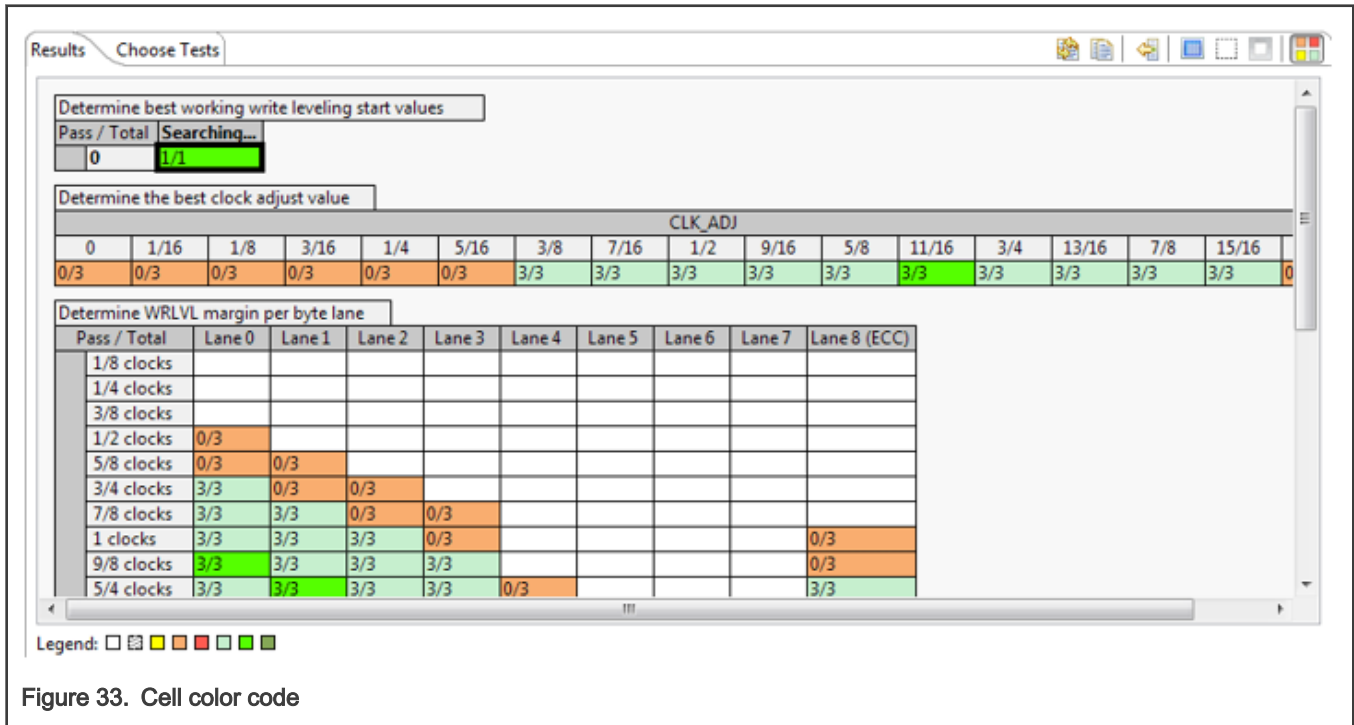 Results Choose Tests
Determine best working write leveling start values
Pass / Total Searching...
0 1/1
Determine the best clock adjust value
CLK_ADJ
0 1/16 1/8 3/16 1/4 5/16 3/8 7/16 1/2 9/16 5/8 11/16 3/4 13/16 7/8 15/16
0/3 0/3 0/3 0/3 0/3 0/3 3/3 3/3 3/3 3/3 3/3 3/3 3/3 3/3 3/3 3/3 0
Determine WRLVL margin per byte lane
Pass / Total Lane 0 Lane 1 Lane 2 Lane 3 Lane 4 Lane 5 Lane 6 Lane 7 Lane 8 (ECC)
1/8 clocks
1/4 clocks
3/8 clocks
1/2 clocks 0/3
5/8 clocks 0/3 0/3
3/4 clocks 3/3 0/3 0/3
7/8 clocks 3/3 3/3 0/3 0/3
1 clocks 3/3 3/3 3/3 0/3 0/3
9/8 clocks 3/3 3/3 3/3 3/3 0/3
5/4 clocks 3/3 3/3 3/3 3/3 0/3 3/3
Legend:
Figure 33. Cell color code